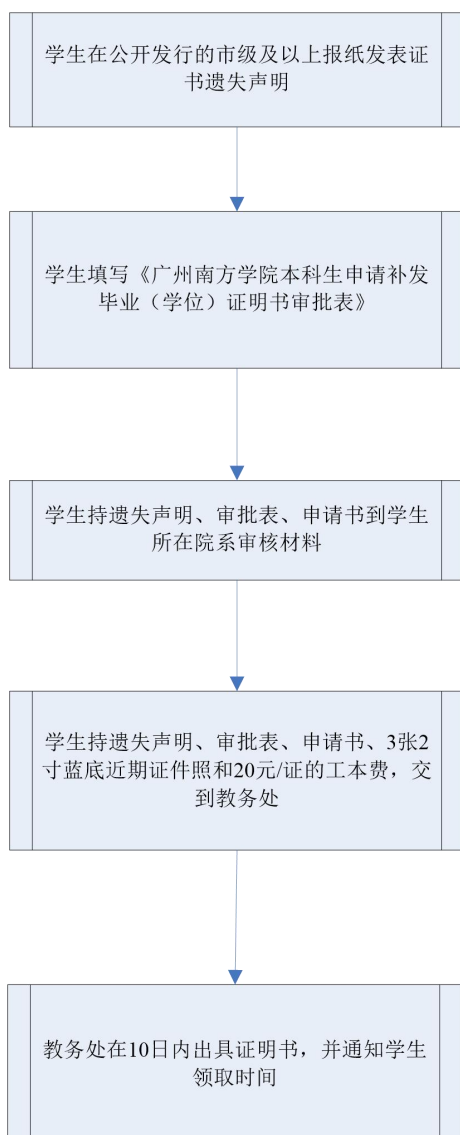 学生在公开发行的市级及以上报纸发表证
书遗失声明
学生填写《广州南方学院本科生申请补发
毕业（学位）证明书审批表》
学生持遗失声明、审批表、申请书到学生
所在院系审核材料
学生持遗失声明、审批表、申请书、3张2
寸蓝底近期证件照和20元/证的工本费，交
到教务处
教务处在10日内出具证明书，并通知学生
领取时间